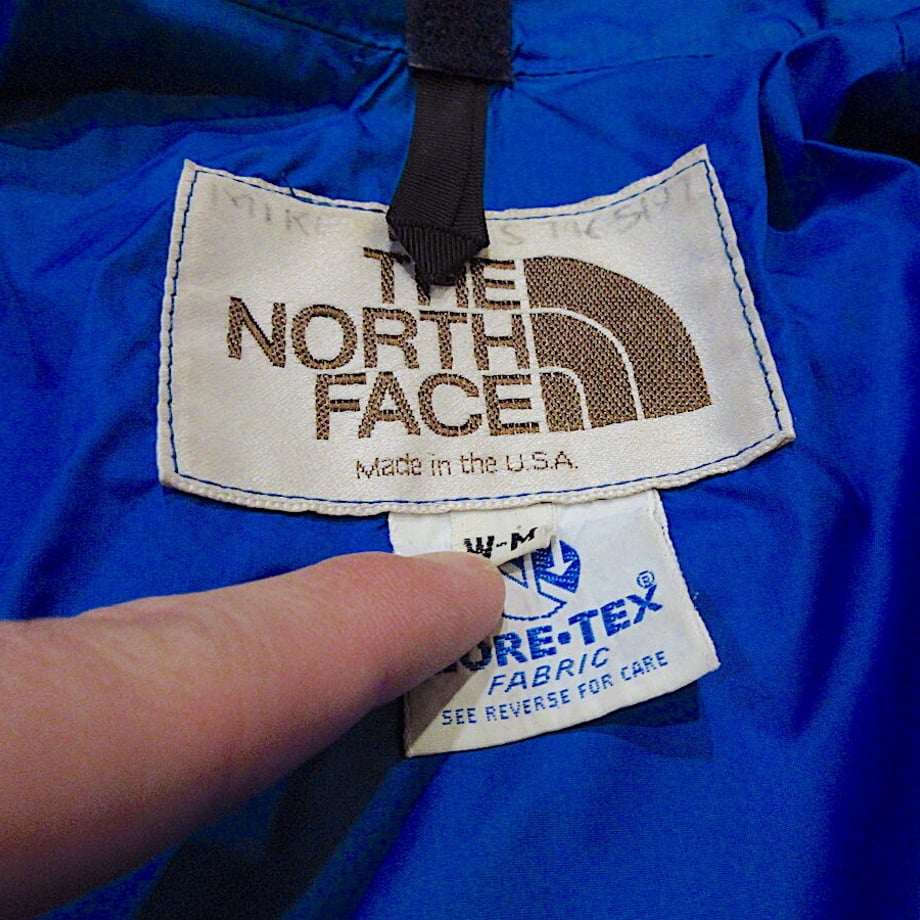 THE
NORTH
FACE
Made in the U.S.A.
W-M
GORE-TEX®
FABRIC
SEE REVERSE FOR CARE